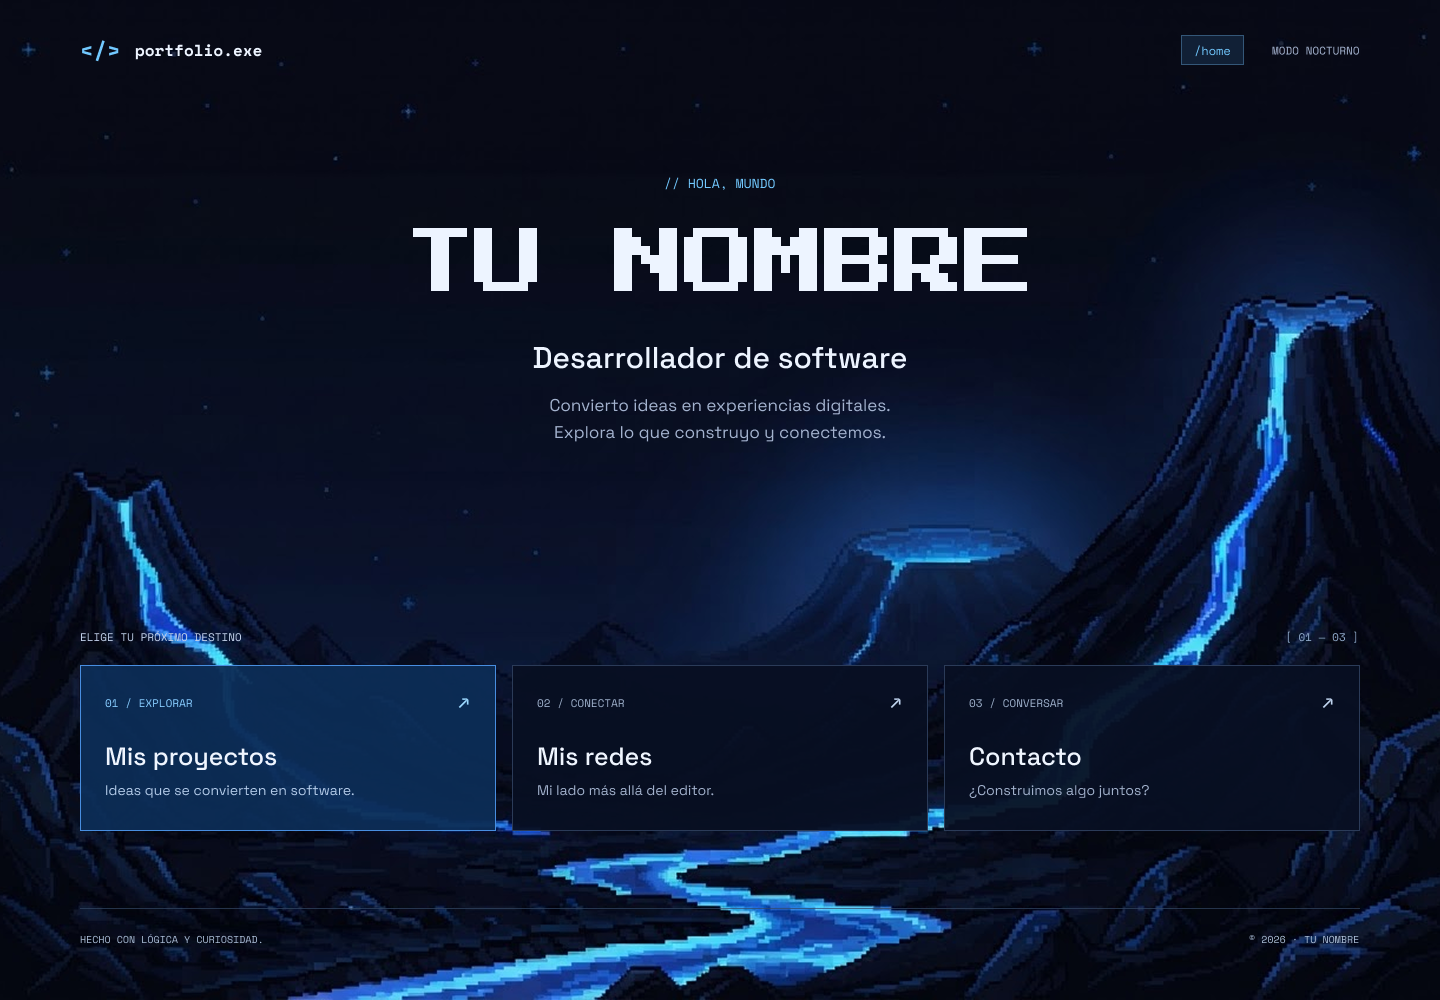 </> portfolio.exe
/home
MODO NOCTURNO
// HOLA, MUNDO
TU NOMBRE
Desarrollador de software
Convierto ideas en experiencias digitales.
Explora lo que construyo y conectemos.
ELIGE TU PRÓXIMO DESTINO
[ 01 — 03 ]
01 / EXPLORAR ↗
Mis proyectos
Ideas que se convierten en software.
02 / CONECTAR ↗
Mis redes
Mi lado más allá del editor.
03 / CONVERSAR ↗
Contacto
¿Construimos algo juntos?
HECHO CON LÓGICA Y CURIOSIDAD.
© 2026 · TU NOMBRE